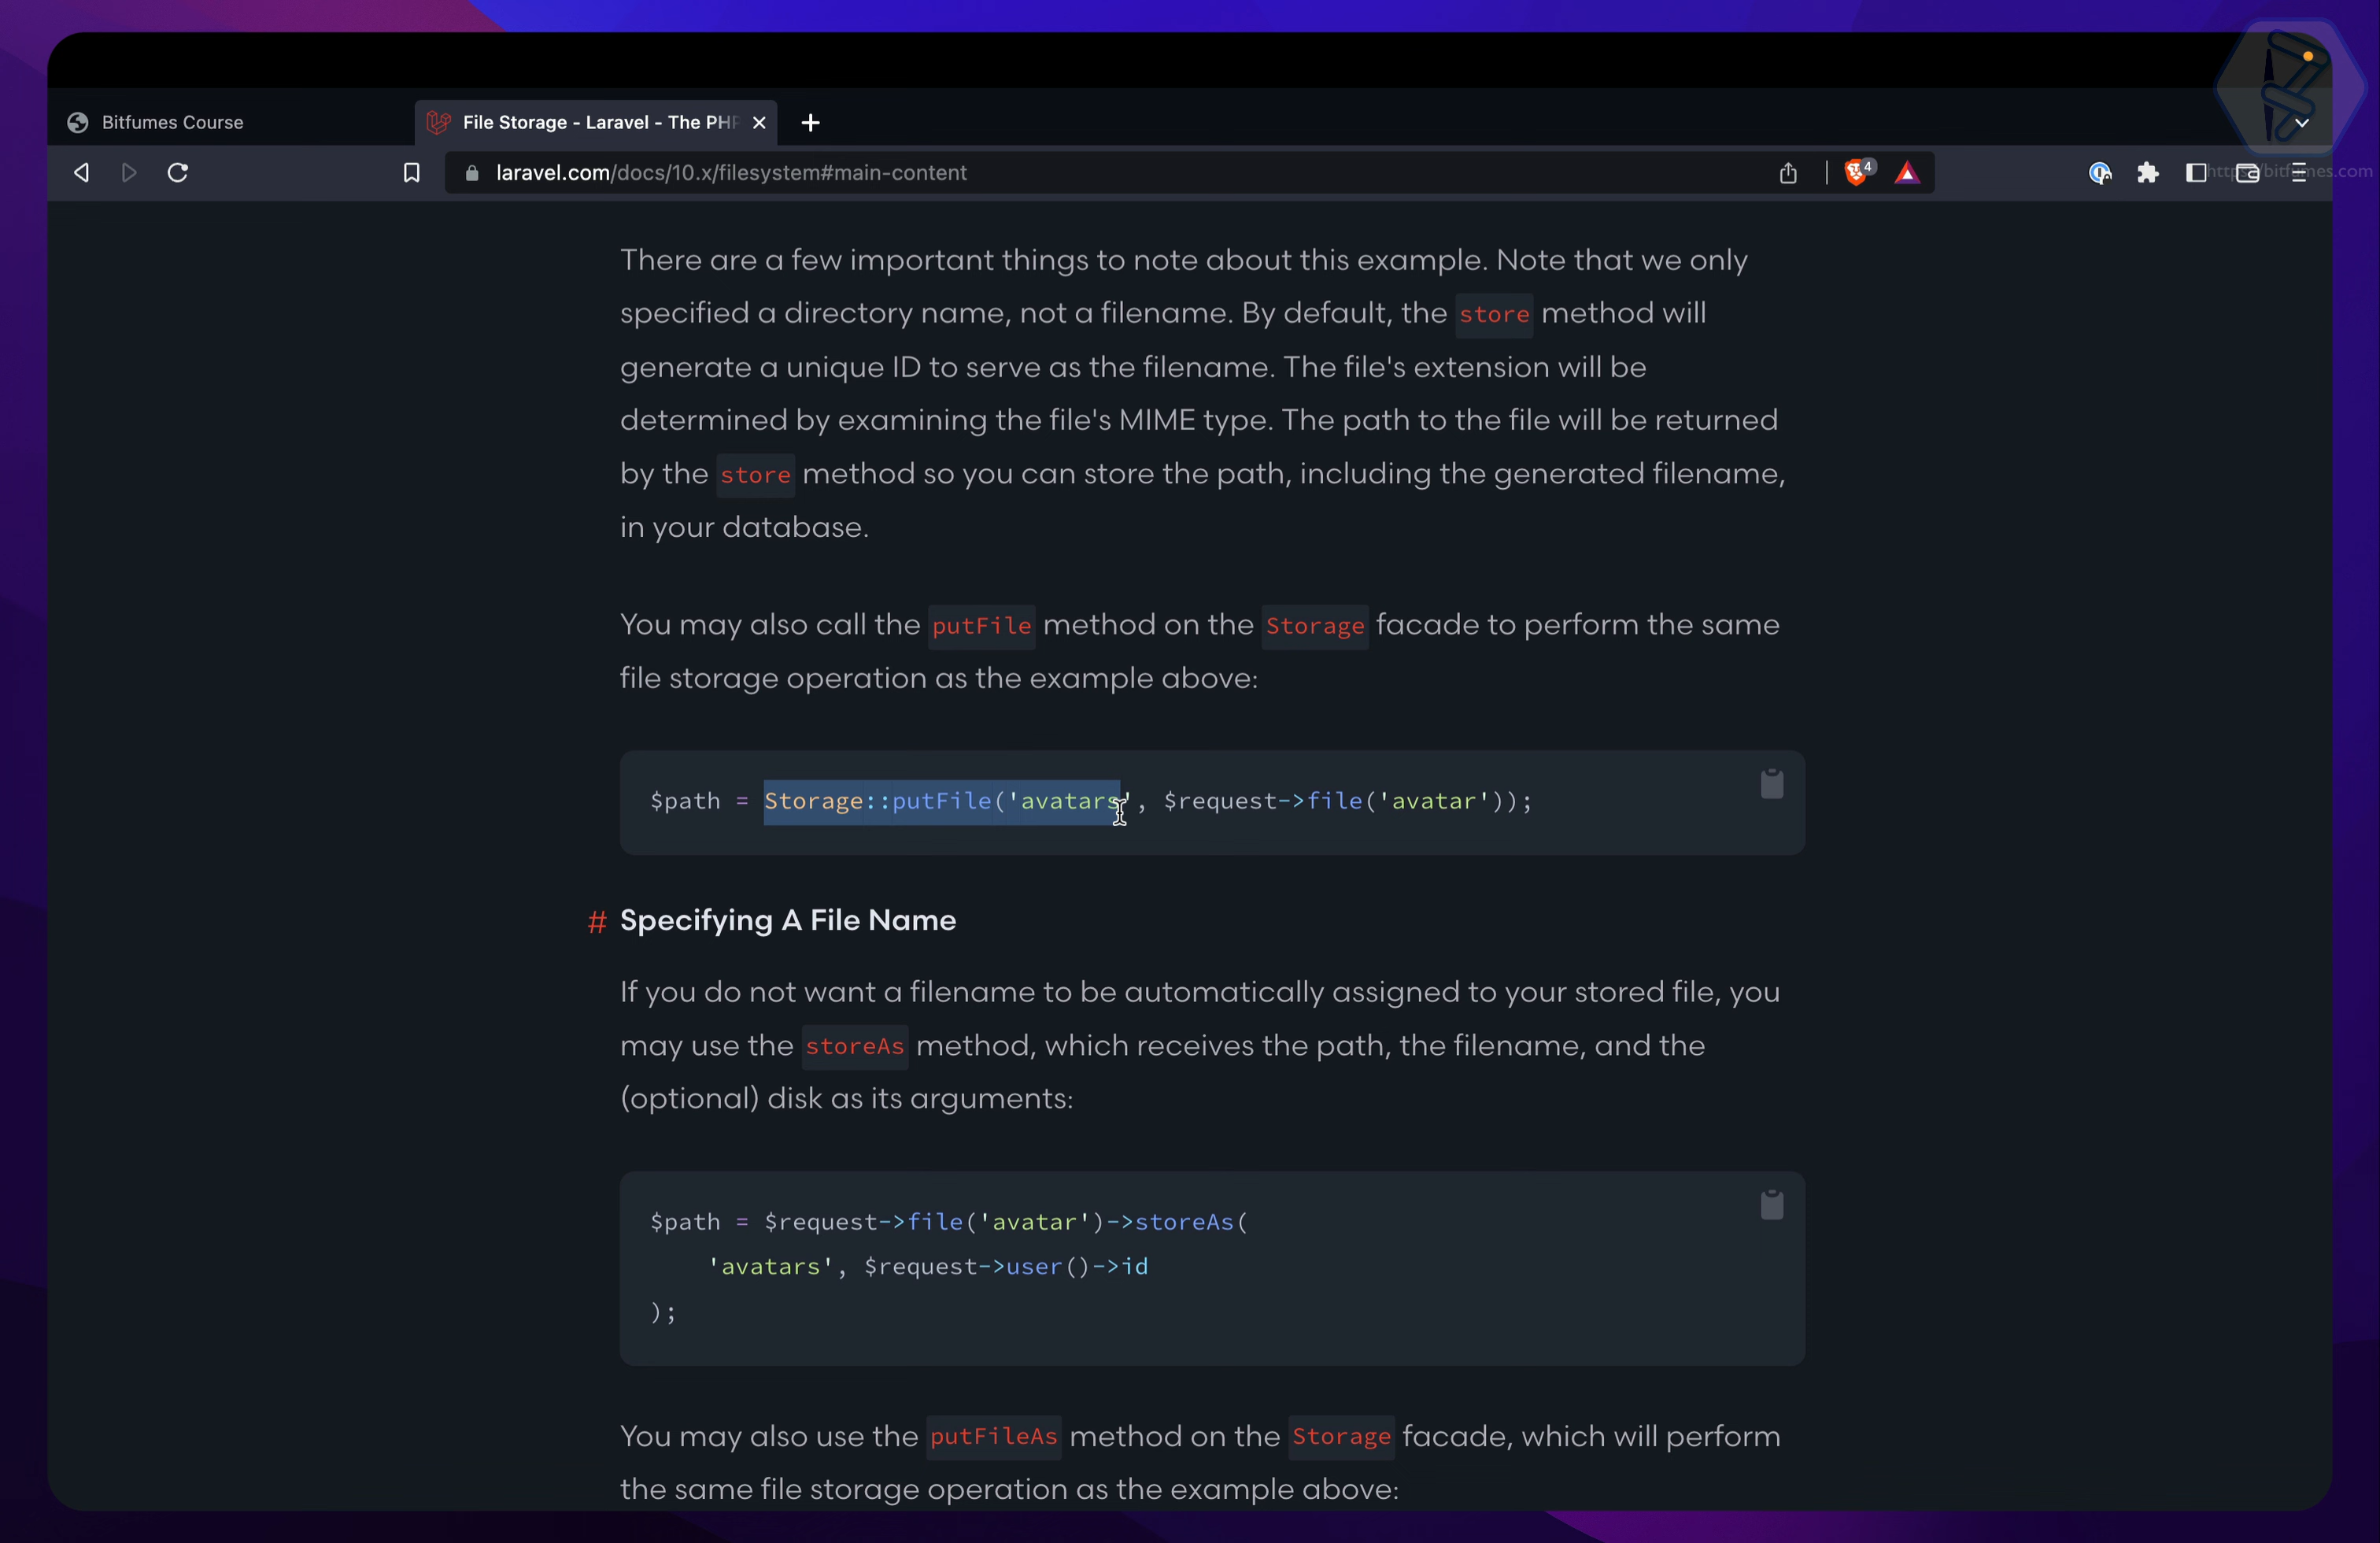 Bitfumes Course
File Storage - Laravel - The PHP
laravel.com/docs/10.x/filesystem#main-content
4
https://bitfumes.com
There are a few important things to note about this example. Note that we only
specified a directory name, not a filename. By default, the store method will
generate a unique ID to serve as the filename. The file's extension will be
determined by examining the file's MIME type. The path to the file will be returned
by the store method so you can store the path, including the generated filename,
in your database.
You may also call the putFile method on the Storage facade to perform the same
file storage operation as the example above:
$path = Storage::putFile('avatars', $request->file('avatar'));
# Specifying A File Name
If you do not want a filename to be automatically assigned to your stored file, you
may use the storeAs method, which receives the path, the filename, and the
(optional) disk as its arguments:
$path = $request->file('avatar')->storeAs(
'avatars', $request->user()->id
);
You may also use the putFileAs method on the Storage facade, which will perform
the same file storage operation as the example above: